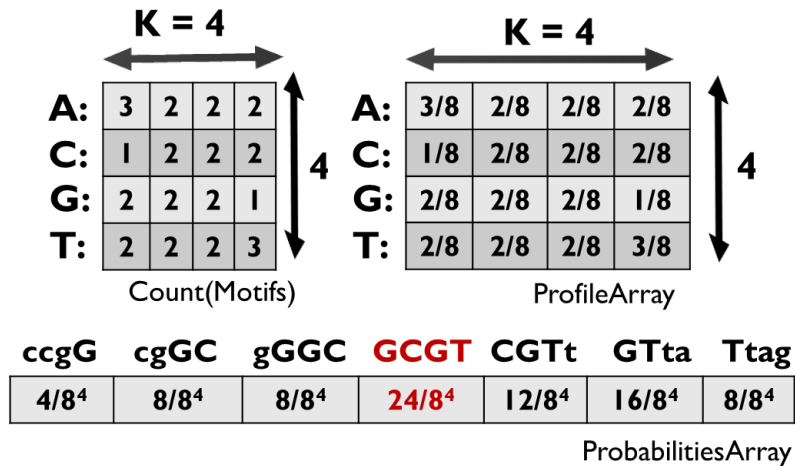 K = 4 K = 4
A: 3 2 2 2 A: 3/8 2/8 2/8 2/8
C: 1 2 2 2 C: 1/8 2/8 2/8 2/8
4 4
G: 2 2 2 1 G: 2/8 2/8 2/8 1/8
T: 2 2 2 3 T: 2/8 2/8 2/8 3/8
Count(Motifs) ProfileArray
ccgG cgGC gGGC GCGT CGTt GTta Ttag
4/8⁴ 8/8⁴ 8/8⁴ 24/8⁴ 12/8⁴ 16/8⁴ 8/8⁴
ProbabilitiesArray